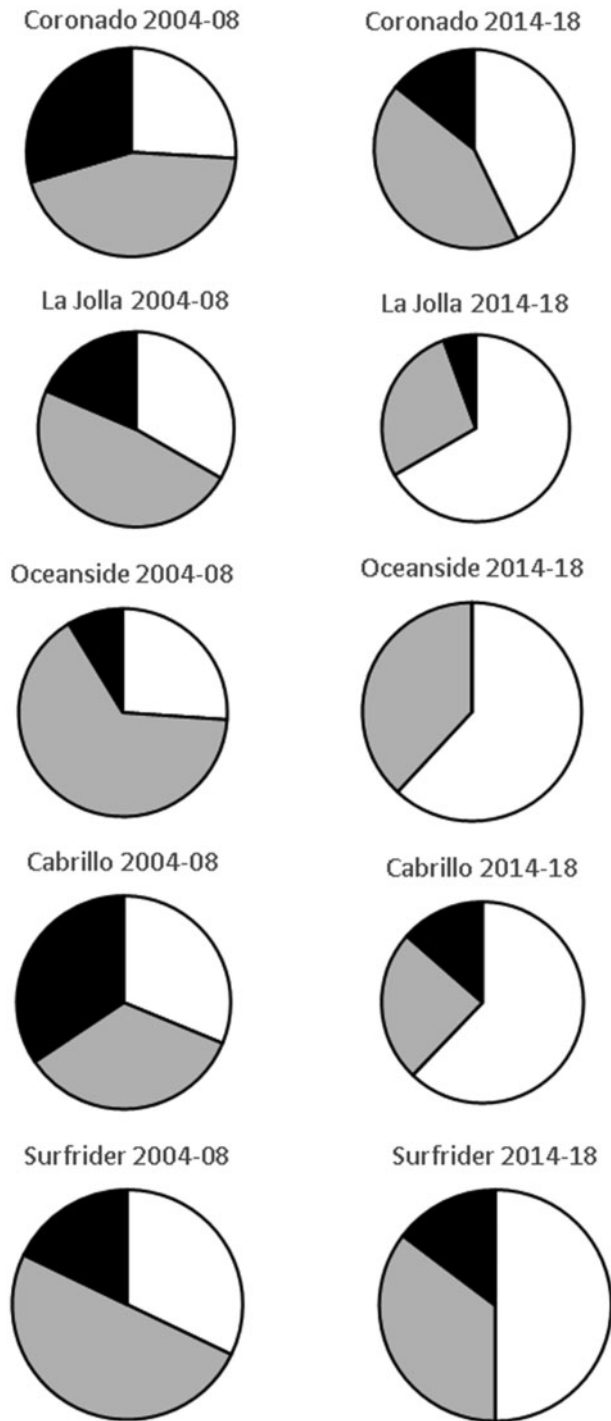 Coronado 2004-08
Coronado 2014-18
La Jolla 2004-08
La Jolla 2014-18
Oceanside 2004-08
Oceanside 2014-18
Cabrillo 2004-08
Cabrillo 2014-18
Surfrider 2004-08
Surfrider 2014-18